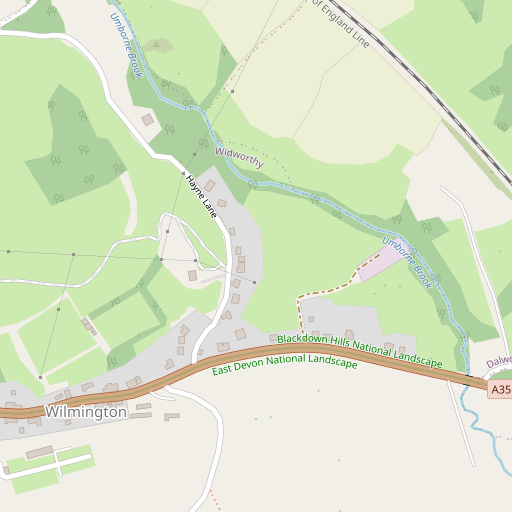 Umborne Brook
of England Line
Widworthy
Hayne Lane
Umborne Brook
Blackdown Hills National Landscape
East Devon National Landscape
Dalwo
A35
Wilmington